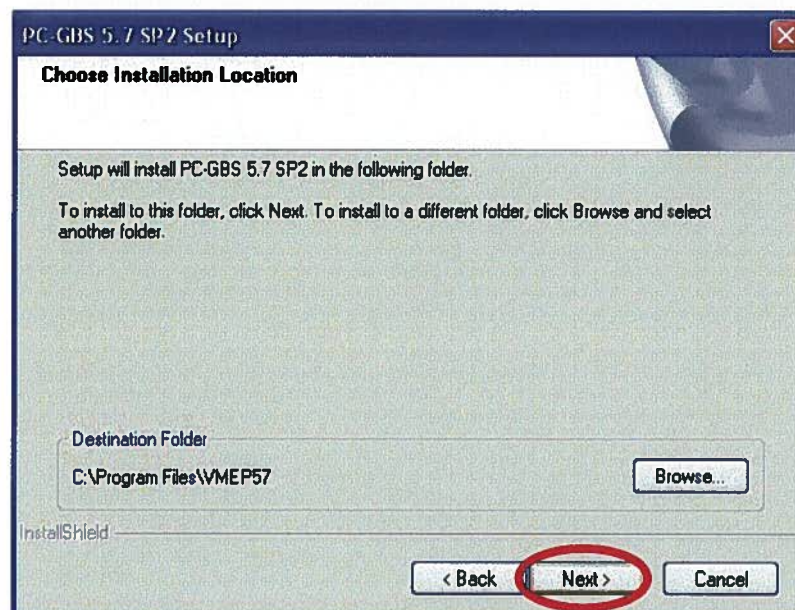 PC-GBS 5.7 SP2 Setup
Choose Installation Location
Setup will install PC-GBS 5.7 SP2 in the following folder.
To install to this folder, click Next. To install to a different folder, click Browse and select
another folder.
Destination Folder
C:\Program Files\VMEP57
Browse...
InstallShield
< Back
Next >
Cancel